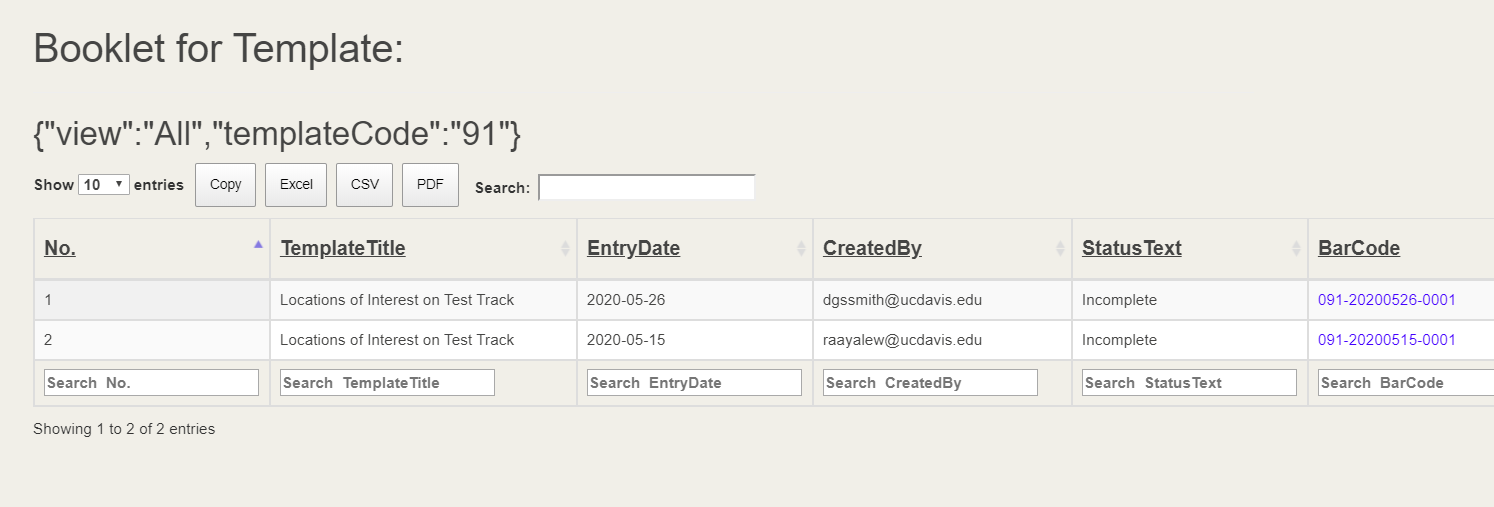 Booklet for Template:
{"view":"All","templateCode":"91"}
Show 10 entries Copy Excel CSV PDF Search:
No. TemplateTitle EntryDate CreatedBy StatusText BarCode
1 Locations of Interest on Test Track 2020-05-26 dgssmith@ucdavis.edu Incomplete 091-20200526-0001
2 Locations of Interest on Test Track 2020-05-15 raayalew@ucdavis.edu Incomplete 091-20200515-0001
Search No. Search TemplateTitle Search EntryDate Search CreatedBy Search StatusText Search BarCode
Showing 1 to 2 of 2 entries